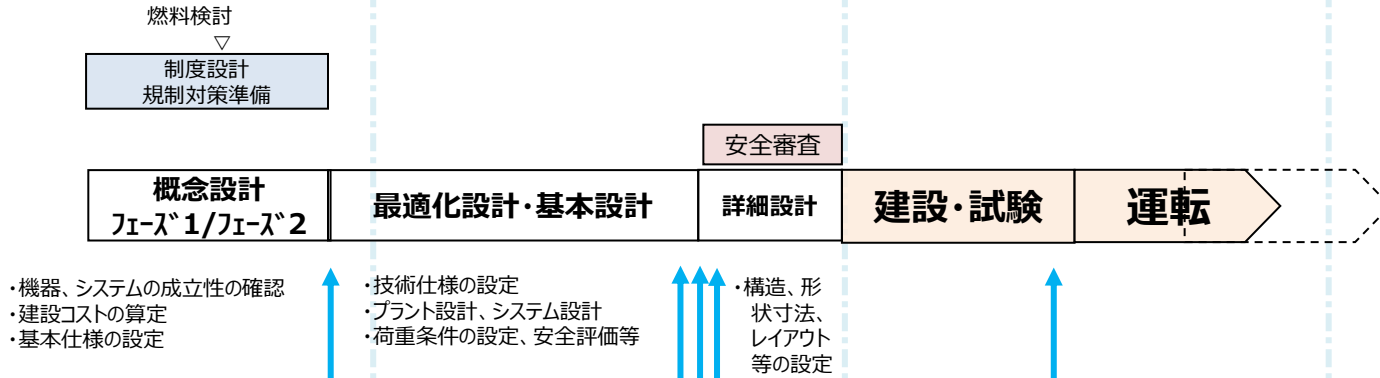 燃料検討
▽
制度設計
規制対策準備
安全審査
概念設計
ﾌｪｰｽﾞ1/ﾌｪｰｽﾞ2
最適化設計・基本設計
詳細設計
建設・試験
運転
・機器、システムの成立性の確認
・建設コストの算定
・基本仕様の設定
・技術仕様の設定
・プラント設計、システム設計
・荷重条件の設定、安全評価等
・構造、形
状寸法、
レイアウト
等の設定